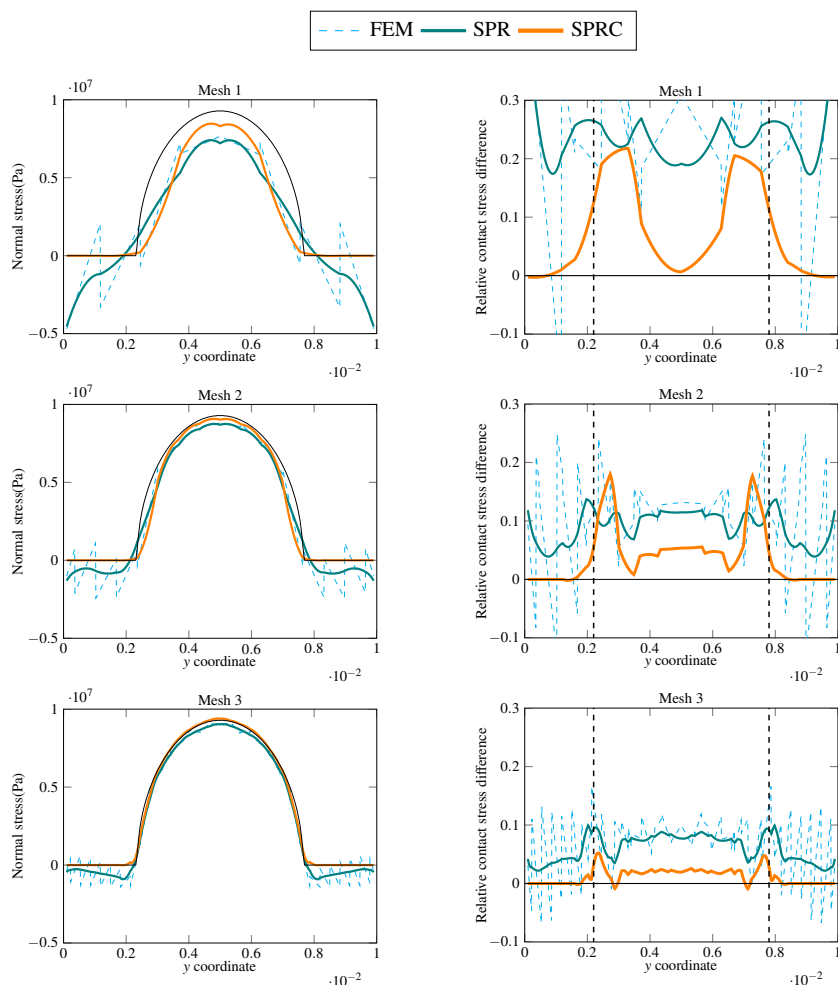 FEM SPR SPRC
·10^7
Mesh 1
1
0.5
0
−0.5
0 0.2 0.4 0.6 0.8 1
Normal stress(Pa)
y coordinate
·10^−2
Mesh 1
0.3
0.2
0.1
0
−0.1
0 0.2 0.4 0.6 0.8 1
Relative contact stress difference
y coordinate
·10^−2
·10^7
Mesh 2
1
0.5
0
−0.5
0 0.2 0.4 0.6 0.8 1
Normal stress(Pa)
y coordinate
·10^−2
Mesh 2
0.3
0.2
0.1
0
−0.1
0 0.2 0.4 0.6 0.8 1
Relative contact stress difference
y coordinate
·10^−2
·10^7
Mesh 3
1
0.5
0
−0.5
0 0.2 0.4 0.6 0.8 1
Normal stress(Pa)
y coordinate
·10^−2
Mesh 3
0.3
0.2
0.1
0
−0.1
0 0.2 0.4 0.6 0.8 1
Relative contact stress difference
y coordinate
·10^−2